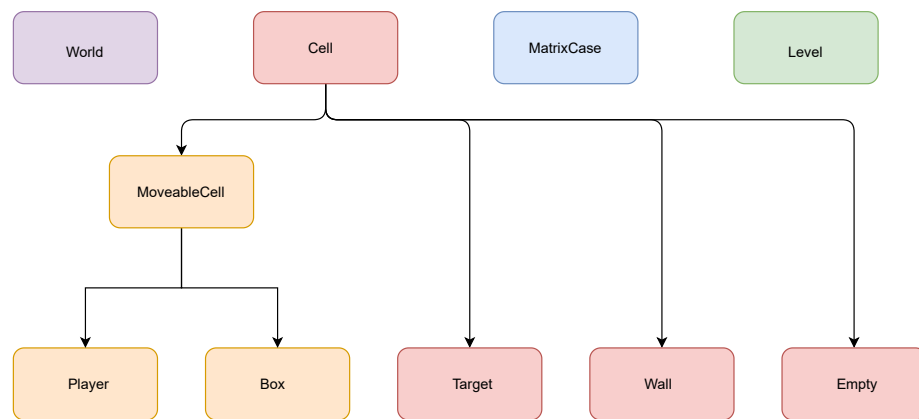 World
Cell
MatrixCase
Level
MoveableCell
Player
Box
Target
Wall
Empty